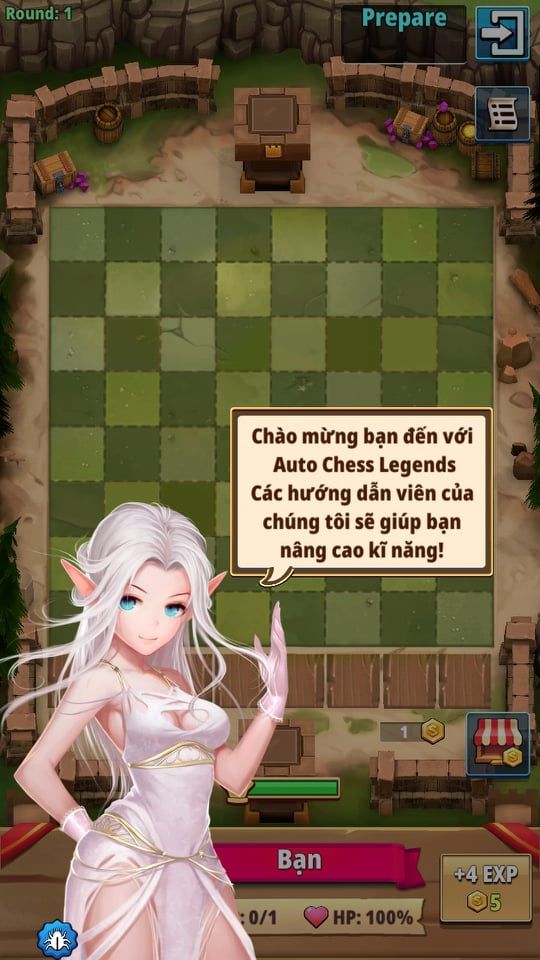 Round: 1
Prepare
Chào mừng bạn đến với
Auto Chess Legends
Các hướng dẫn viên của
chúng tôi sẽ giúp bạn
nâng cao kĩ năng!
1
Bạn
+4 EXP
5
: 0/1
HP: 100%